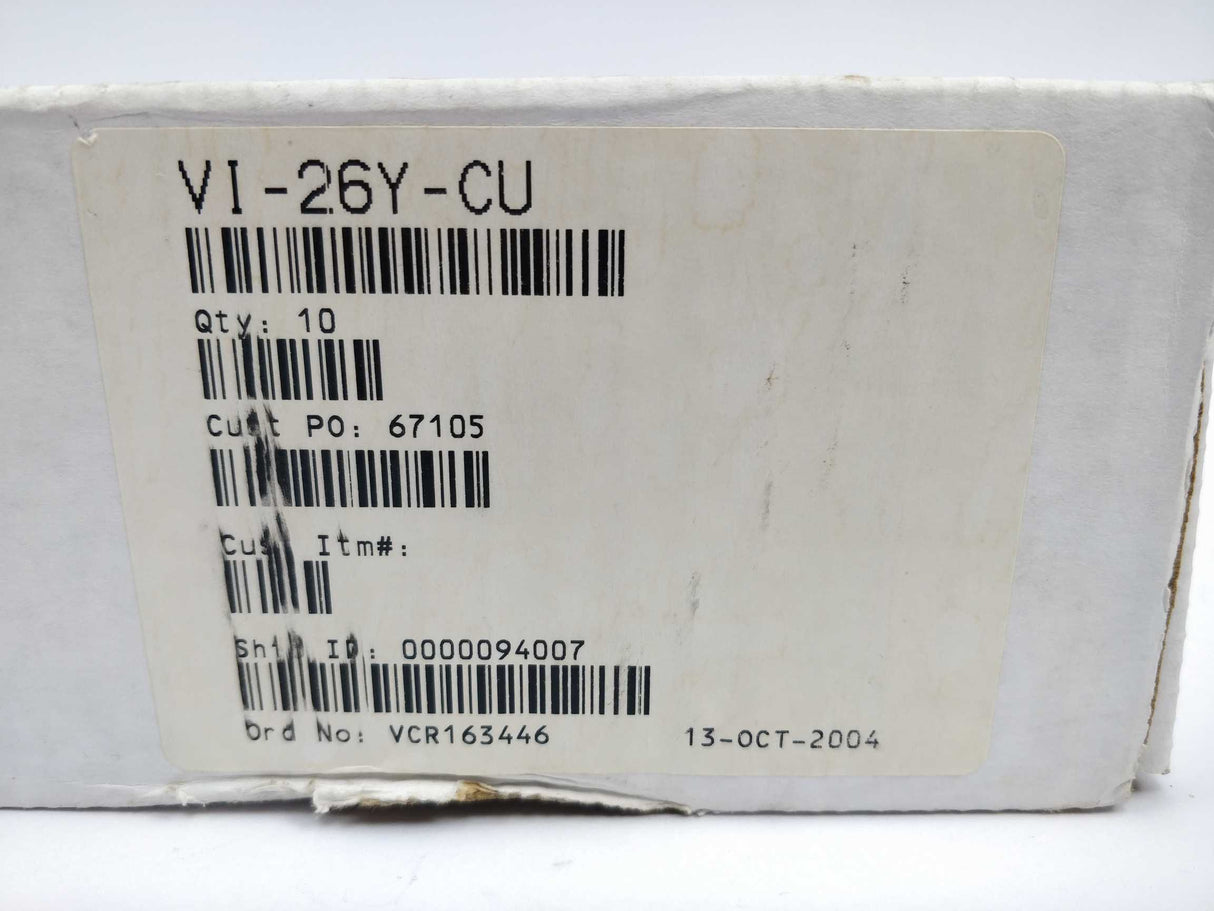 VI-26Y-CU
Qty: 10
Cust PO: 67105
Cust Itm#:
Ship ID: 0000094007
Ord No: VCR163446 13-OCT-2004